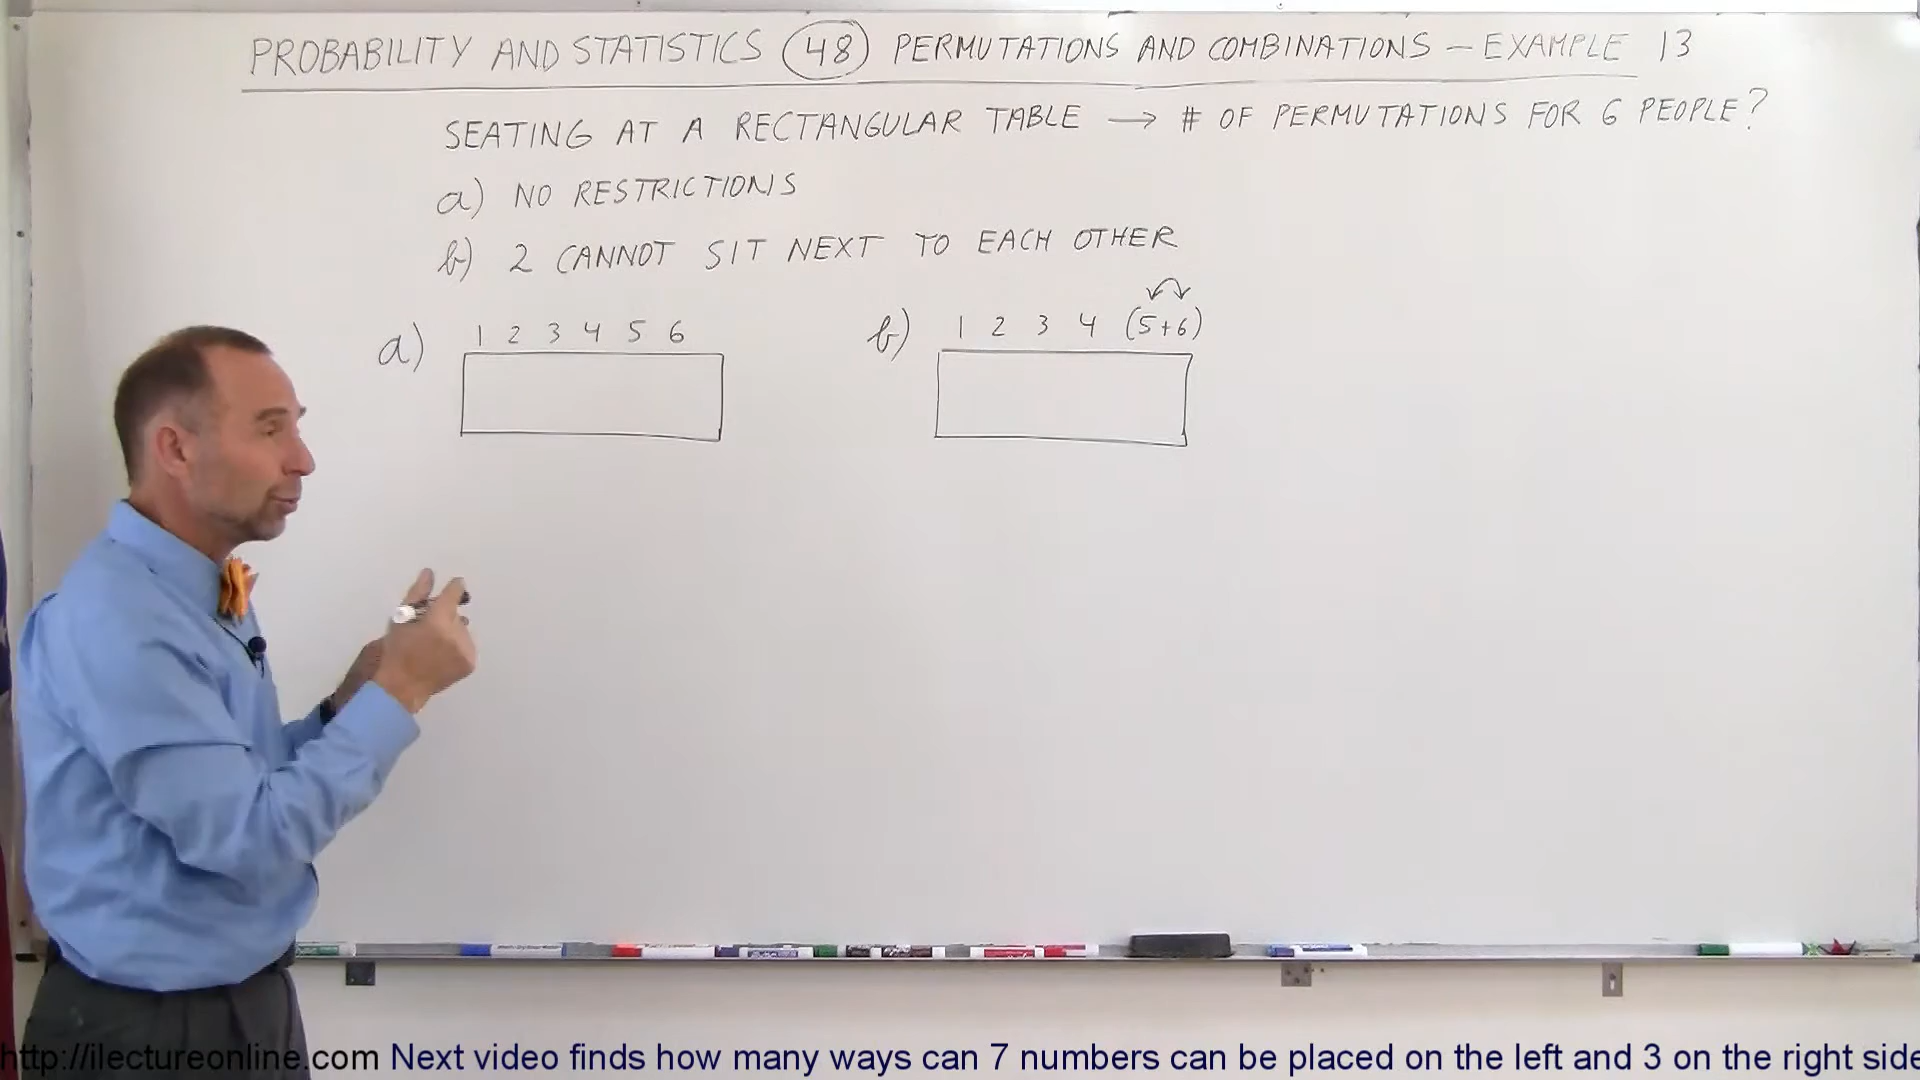 PROBABILITY AND STATISTICS 48 PERMUTATIONS AND COMBINATIONS – EXAMPLE 13
SEATING AT A RECTANGULAR TABLE → # OF PERMUTATIONS FOR 6 PEOPLE?
a) NO RESTRICTIONS
b) 2 CANNOT SIT NEXT TO EACH OTHER
a) 1 2 3 4 5 6
b) 1 2 3 4 (5+6)
http://ilectureonline.com Next video finds how many ways can 7 numbers can be placed on the left and 3 on the right side